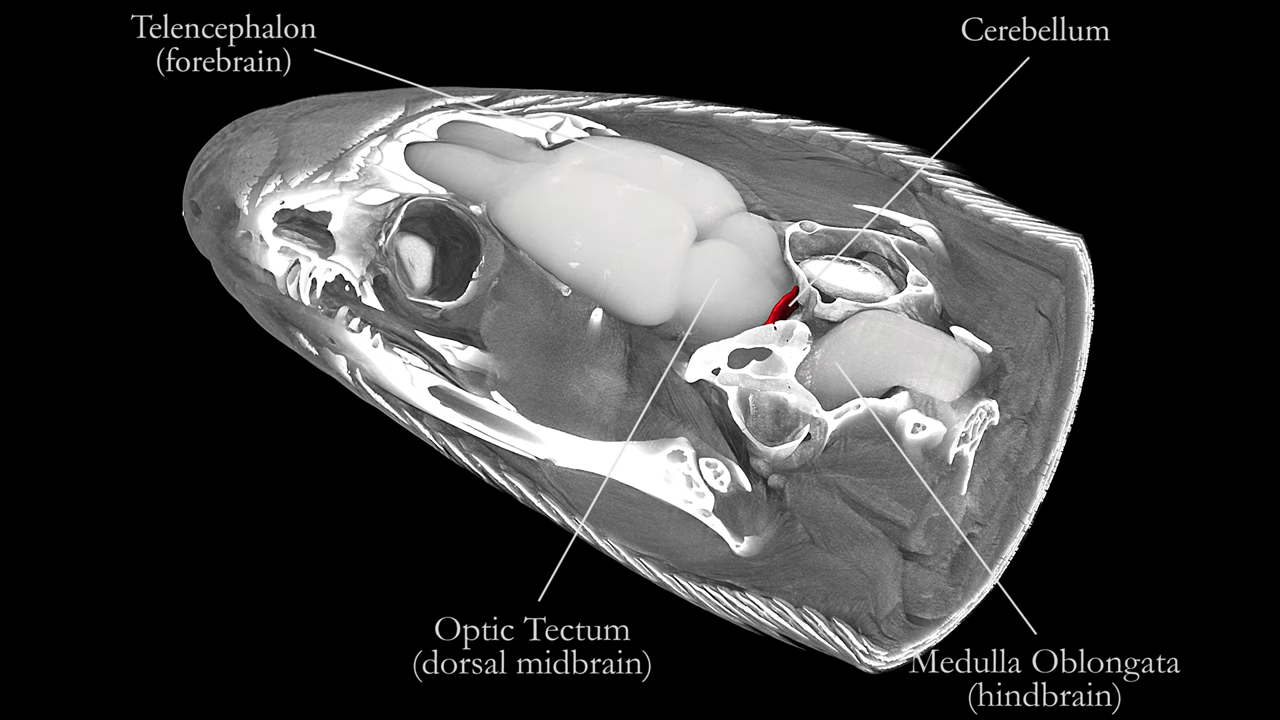 Telencephalon
(forebrain)
Cerebellum
Optic Tectum
(dorsal midbrain)
Medulla Oblongata
(hindbrain)